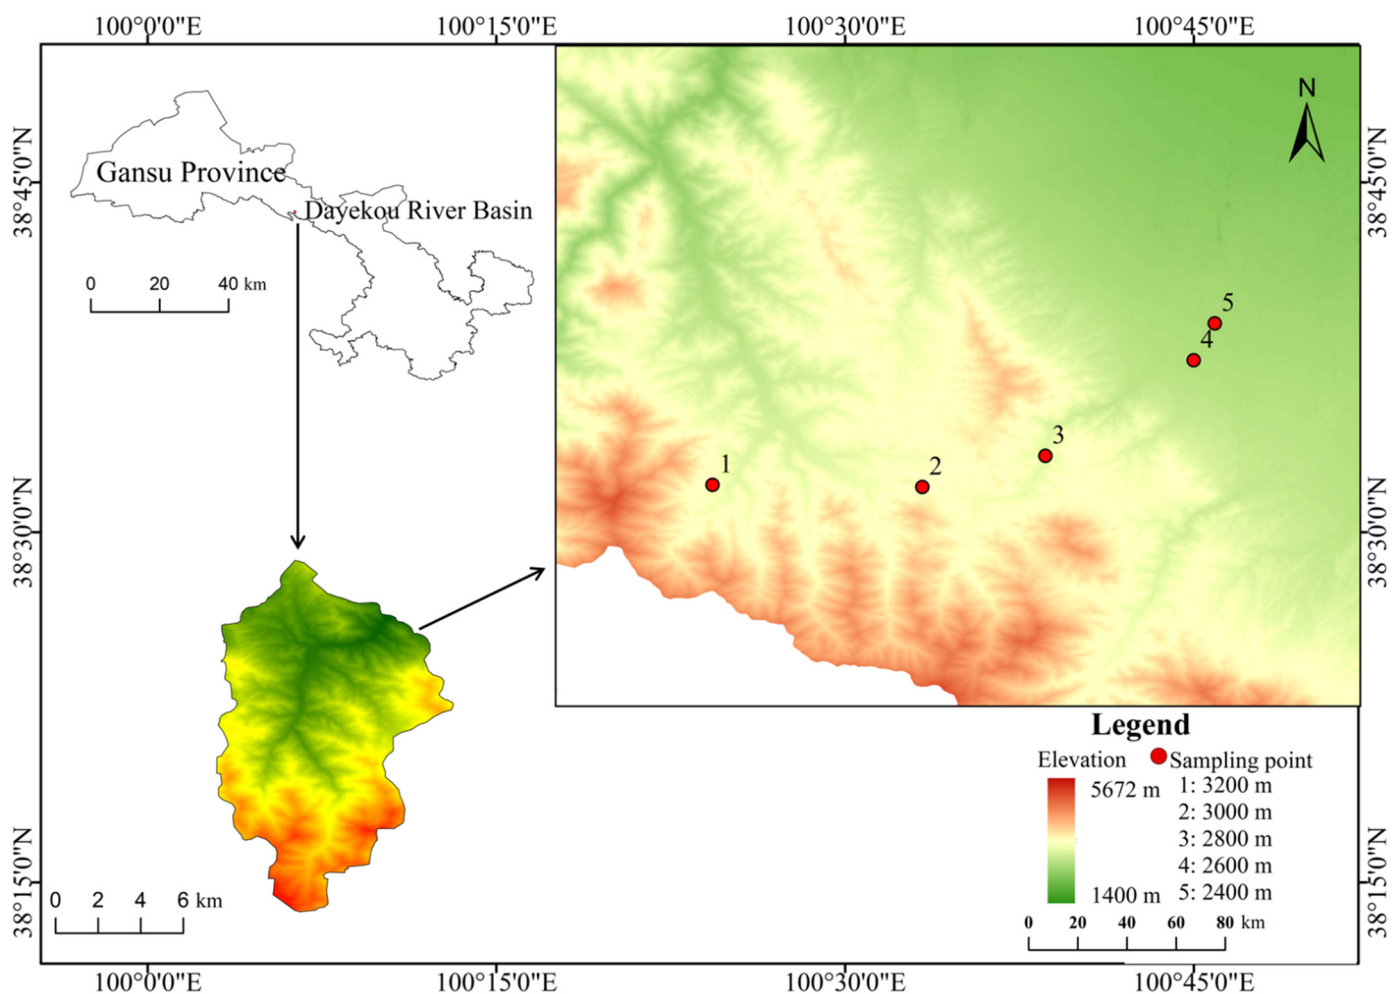 100°0'0"E 100°15'0"E 100°30'0"E 100°45'0"E
38°45'0"N
38°30'0"N
38°15'0"N
Gansu Province
Dayekou River Basin
0 20 40 km
0 2 4 6 km
N
1
2
3
4
5
Legend
Elevation
5672 m
1400 m
Sampling point
1: 3200 m
2: 3000 m
3: 2800 m
4: 2600 m
5: 2400 m
0 20 40 60 80 km
38°45'0"N
38°30'0"N
38°15'0"N
100°0'0"E 100°15'0"E 100°30'0"E 100°45'0"E